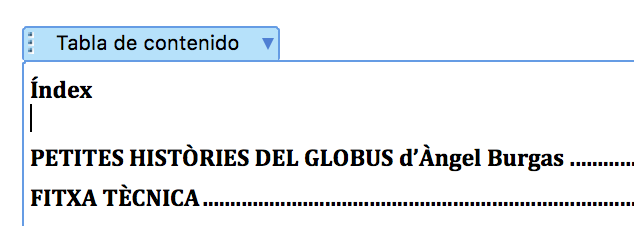 Tabla de contenido
Índex
PETITES HISTÒRIES DEL GLOBUS d’Àngel Burgas ............
FITXA TÈCNICA...............................................................................